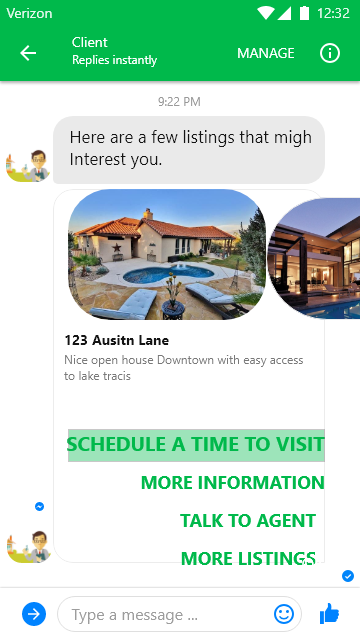 Verizon 12:32
Client MANAGE
Replies instantly
9:22 PM
Here are a few listings that migh
Interest you.
123 Ausitn Lane
Nice open house Downtown with easy access
to lake tracis
SCHEDULE A TIME TO VISIT
MORE INFORMATION
TALK TO AGENT
MORE LISTINGS
Type a message ...